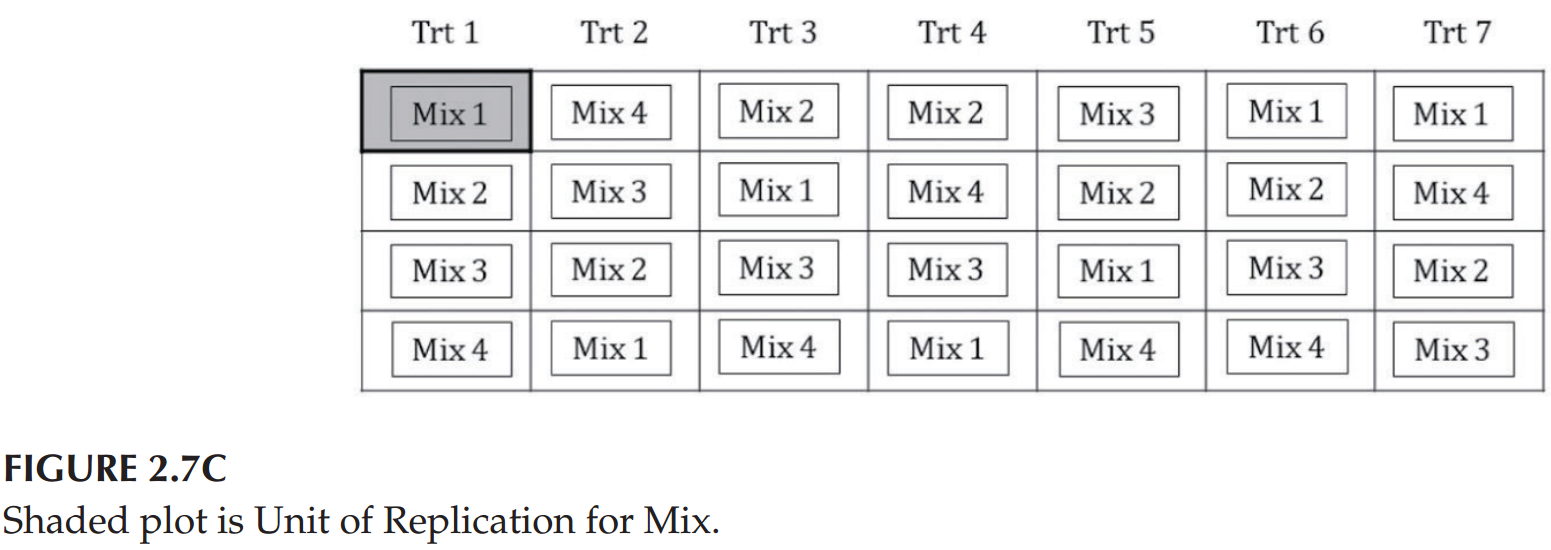 Trt 1 Trt 2 Trt 3 Trt 4 Trt 5 Trt 6 Trt 7
Mix 1 Mix 4 Mix 2 Mix 2 Mix 3 Mix 1 Mix 1
Mix 2 Mix 3 Mix 1 Mix 4 Mix 2 Mix 2 Mix 4
Mix 3 Mix 2 Mix 3 Mix 3 Mix 1 Mix 3 Mix 2
Mix 4 Mix 1 Mix 4 Mix 1 Mix 4 Mix 4 Mix 3
FIGURE 2.7C
Shaded plot is Unit of Replication for Mix.